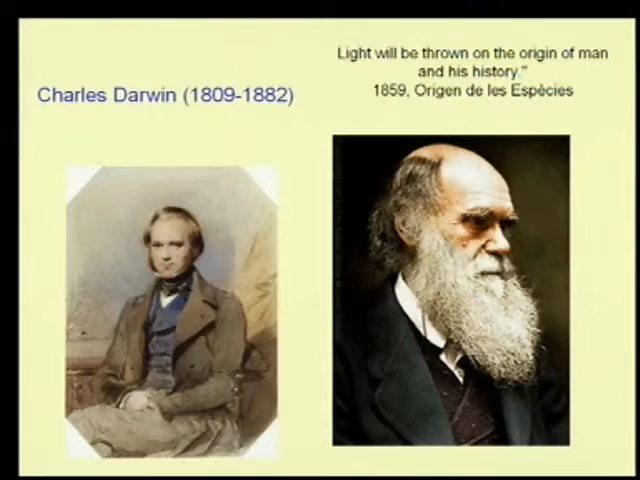 Charles Darwin (1809-1882)
Light will be thrown on the origin of man
and his history."
1859, Origen de les Espècies